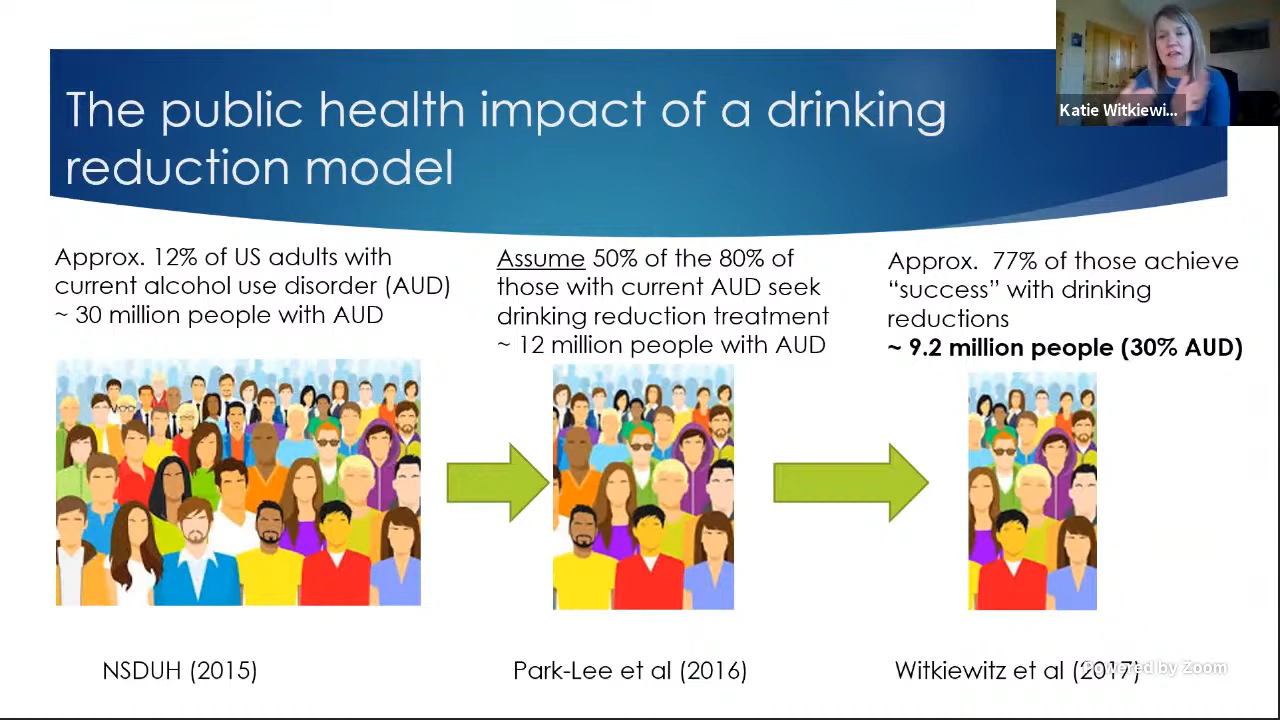 The public health impact of a drinking
reduction model
Katie Witkiewi...
Approx. 12% of US adults with
current alcohol use disorder (AUD)
~ 30 million people with AUD
Assume 50% of the 80% of
those with current AUD seek
drinking reduction treatment
~ 12 million people with AUD
Approx.  77% of those achieve
“success” with drinking
reductions
~ 9.2 million people (30% AUD)
NSDUH (2015)
Park-Lee et al (2016)
Witkiewitz et al (2017)
Powered by Zoom